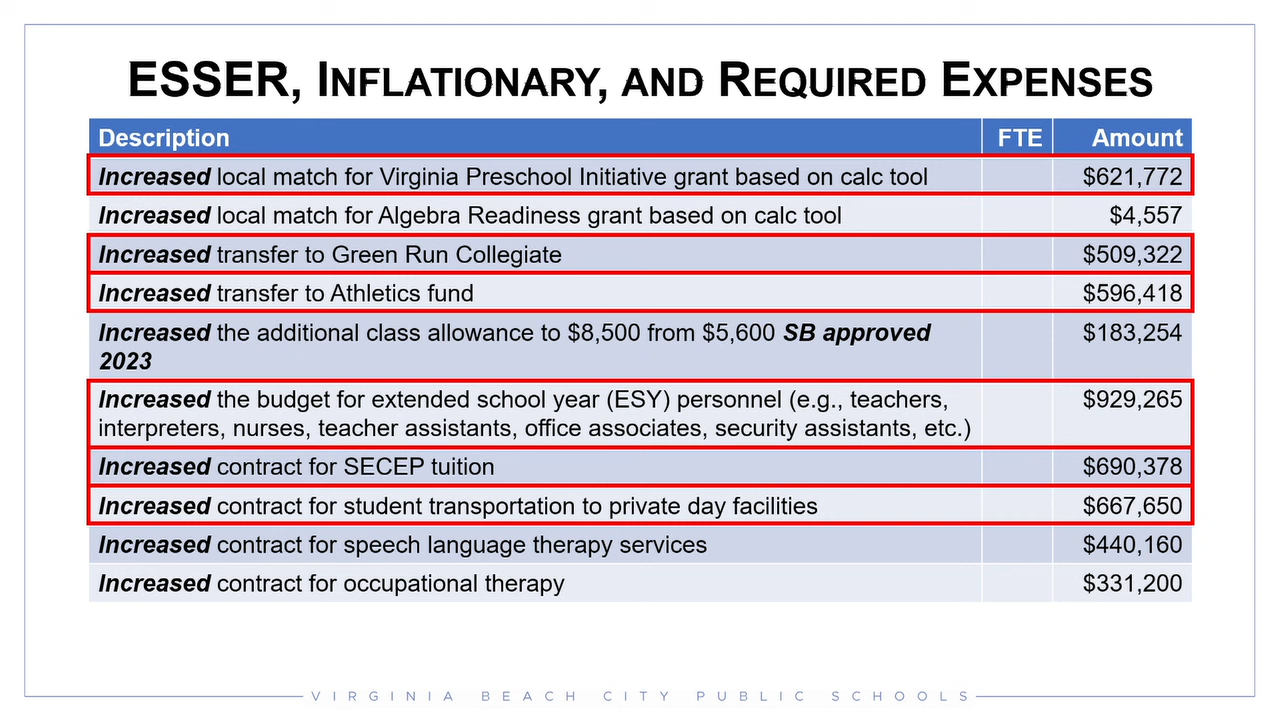 ESSER, INFLATIONARY, AND REQUIRED EXPENSES
Description FTE Amount
Increased local match for Virginia Preschool Initiative grant based on calc tool $621,772
Increased local match for Algebra Readiness grant based on calc tool $4,557
Increased transfer to Green Run Collegiate $509,322
Increased transfer to Athletics fund $596,418
Increased the additional class allowance to $8,500 from $5,600 SB approved $183,254
2023
Increased the budget for extended school year (ESY) personnel (e.g., teachers, $929,265
interpreters, nurses, teacher assistants, office associates, security assistants, etc.)
Increased contract for SECEP tuition $690,378
Increased contract for student transportation to private day facilities $667,650
Increased contract for speech language therapy services $440,160
Increased contract for occupational therapy $331,200
VIRGINIA BEACH CITY PUBLIC SCHOOLS